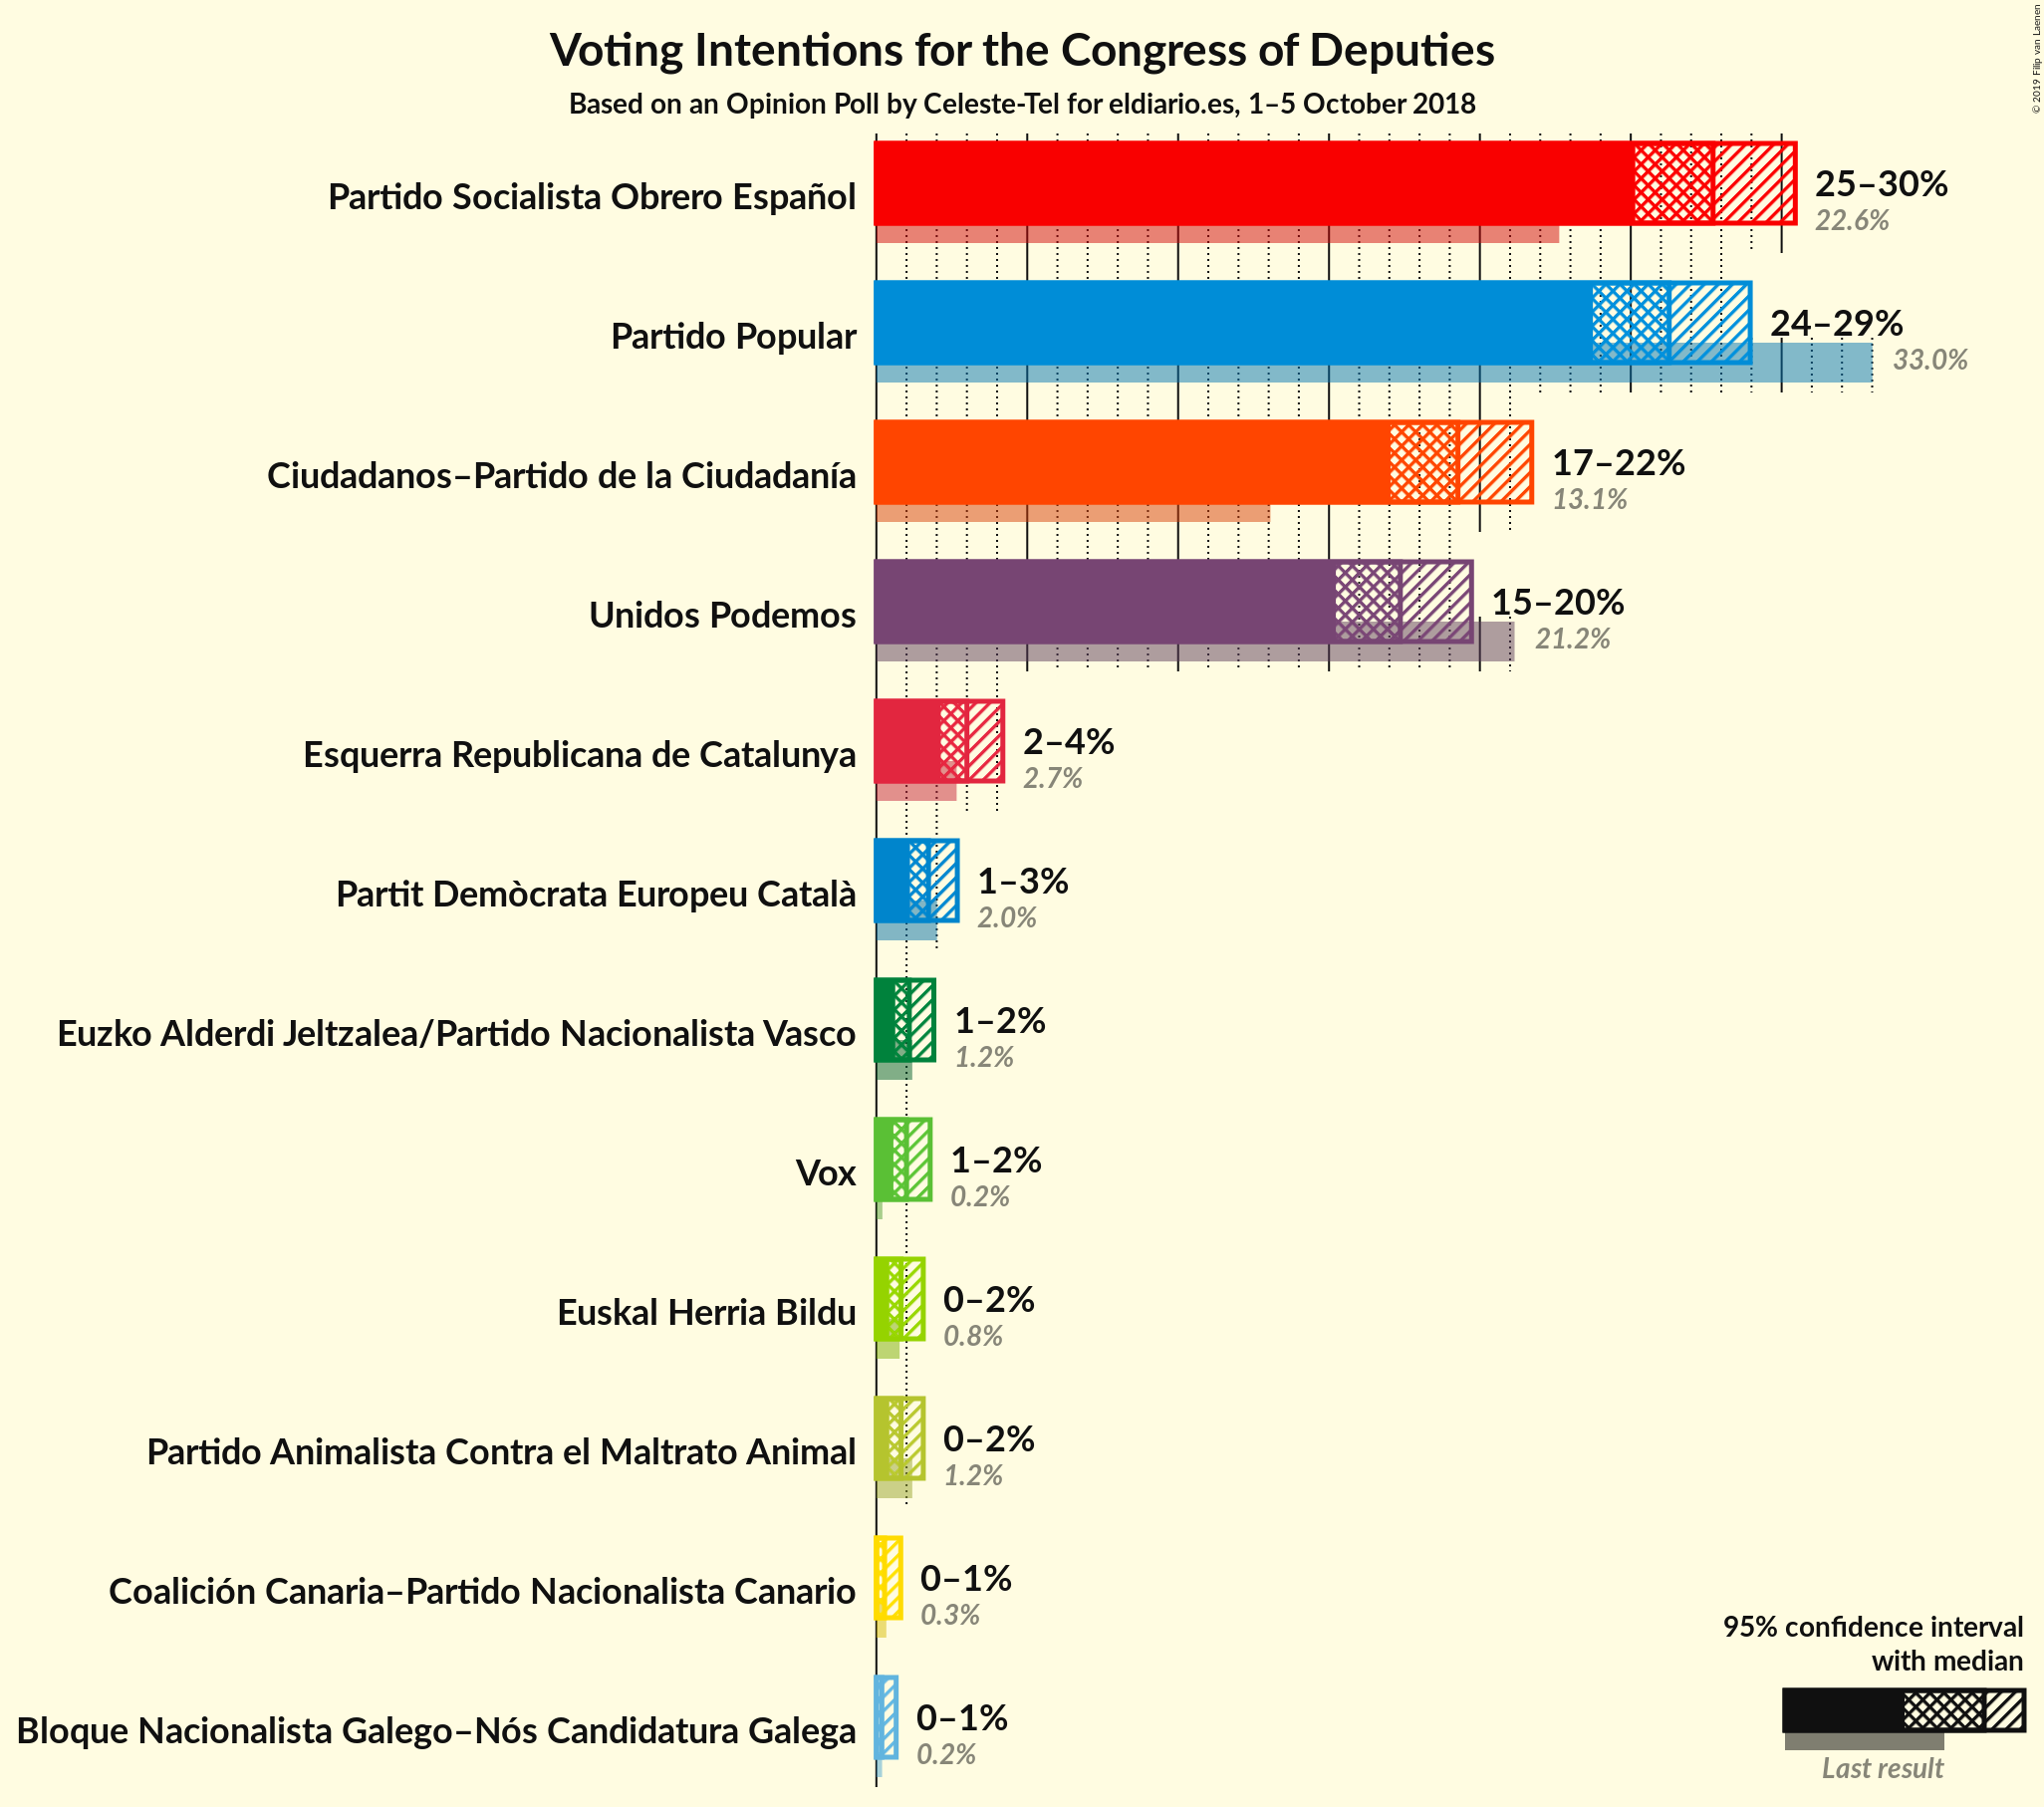 © 2019 Filip van Laenen
Voting Intentions for the Congress of Deputies
Based on an Opinion Poll by Celeste-Tel for eldiario.es, 1–5 October 2018
Partido Socialista Obrero Español
25–30%
22.6%
Partido Popular
24–29%
33.0%
Ciudadanos–Partido de la Ciudadanía
17–22%
13.1%
Unidos Podemos
15–20%
21.2%
Esquerra Republicana de Catalunya
2–4%
2.7%
Partit Demòcrata Europeu Català
1–3%
2.0%
Euzko Alderdi Jeltzalea/Partido Nacionalista Vasco
1–2%
1.2%
Vox
1–2%
0.2%
Euskal Herria Bildu
0–2%
0.8%
Partido Animalista Contra el Maltrato Animal
0–2%
1.2%
Coalición Canaria–Partido Nacionalista Canario
0–1%
0.3%
Bloque Nacionalista Galego–Nós Candidatura Galega
0–1%
0.2%
95% confidence interval
with median
Last result